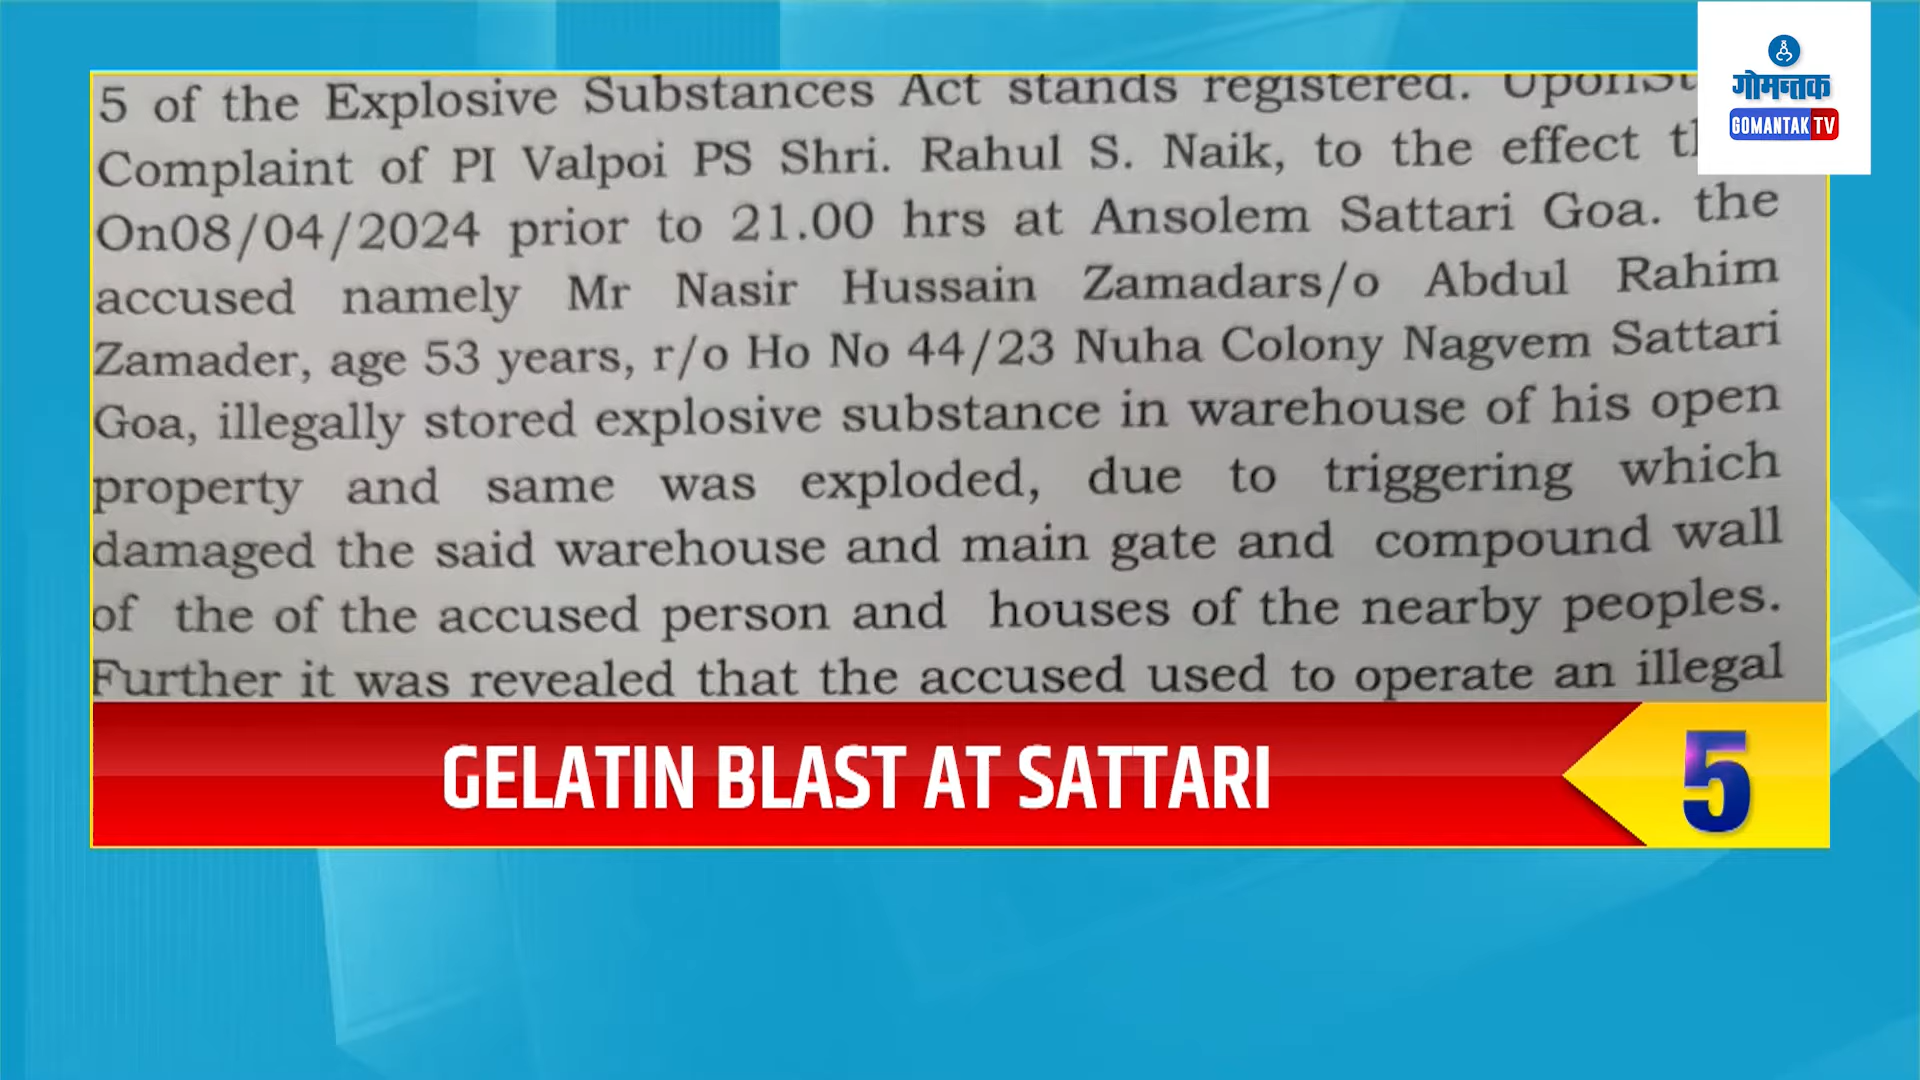 5 of the Explosive Substances Act stands registered.
Complaint of PI Valpoi PS Shri. Rahul S. Naik, to the effect
On08/04/2024 prior to 21.00 hrs at Ansolem Sattari Goa. the
accused namely Mr Nasir Hussain Zamadars/o Abdul Rahim
Zamader, age 53 years, r/o Ho No 44/23 Nuha Colony Nagvem Sattari
Goa, illegally stored explosive substance in warehouse of his open
property and same was exploded, due to triggering which
damaged the said warehouse and main gate and compound wall
of the of the accused person and houses of the nearby peoples.
Further it was revealed that the accused used to operate an illegal
गोमन्तक
GOMANTAK TV
GELATIN BLAST AT SATTARI
5